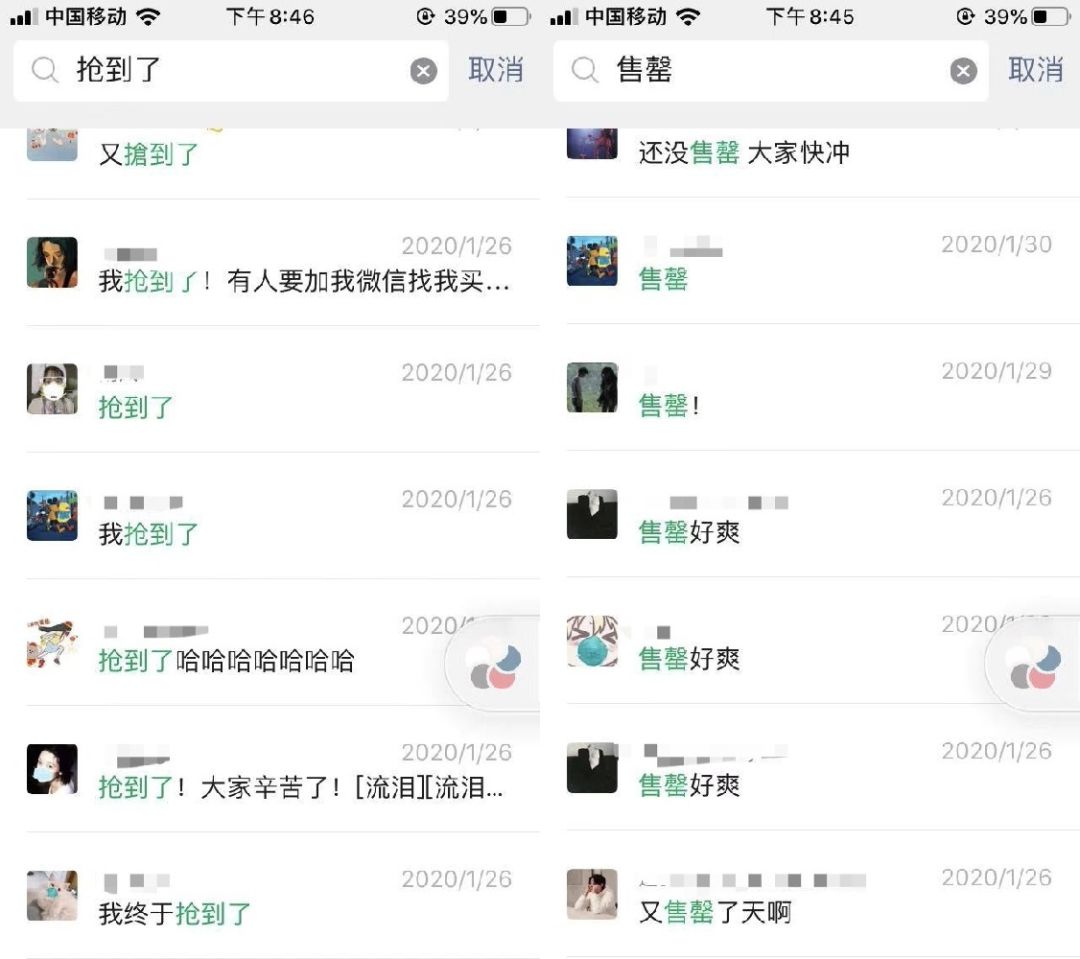 中国移动 下午8:46 39%
抢到了 取消
又搶到了
2020/1/26
我抢到了！有人要加我微信找我买...
2020/1/26
抢到了
2020/1/26
我抢到了
2020/1
抢到了哈哈哈哈哈哈哈
2020/1/26
抢到了！大家辛苦了！[流泪][流泪...
2020/1/26
我终于抢到了
中国移动 下午8:45 39%
售罄 取消
还没售罄 大家快冲
2020/1/30
售罄
2020/1/29
售罄！
2020/1/26
售罄好爽
2020/
售罄好爽
2020/1/26
售罄好爽
2020/1/26
又售罄了天啊